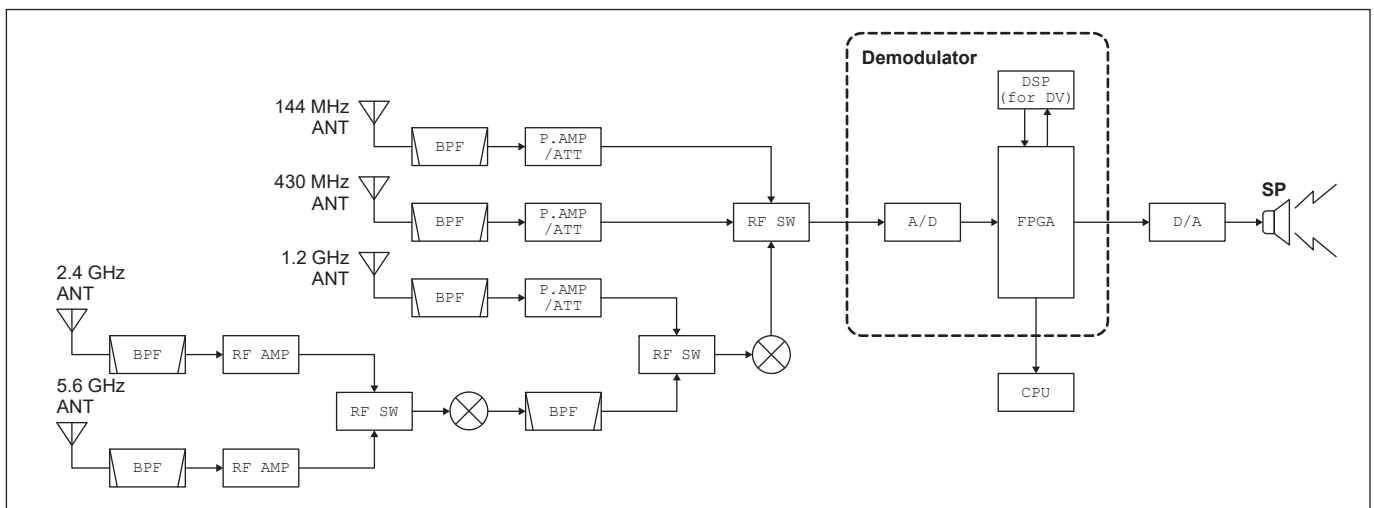 Demodulator
DSP
(for DV)
144 MHz
ANT
BPF
P.AMP
/ATT
430 MHz
ANT
BPF
P.AMP
/ATT
RF SW
A/D
FPGA
D/A
SP
1.2 GHz
ANT
BPF
P.AMP
/ATT
2.4 GHz
ANT
BPF
RF AMP
RF SW
5.6 GHz
ANT
RF SW
BPF
CPU
BPF
RF AMP